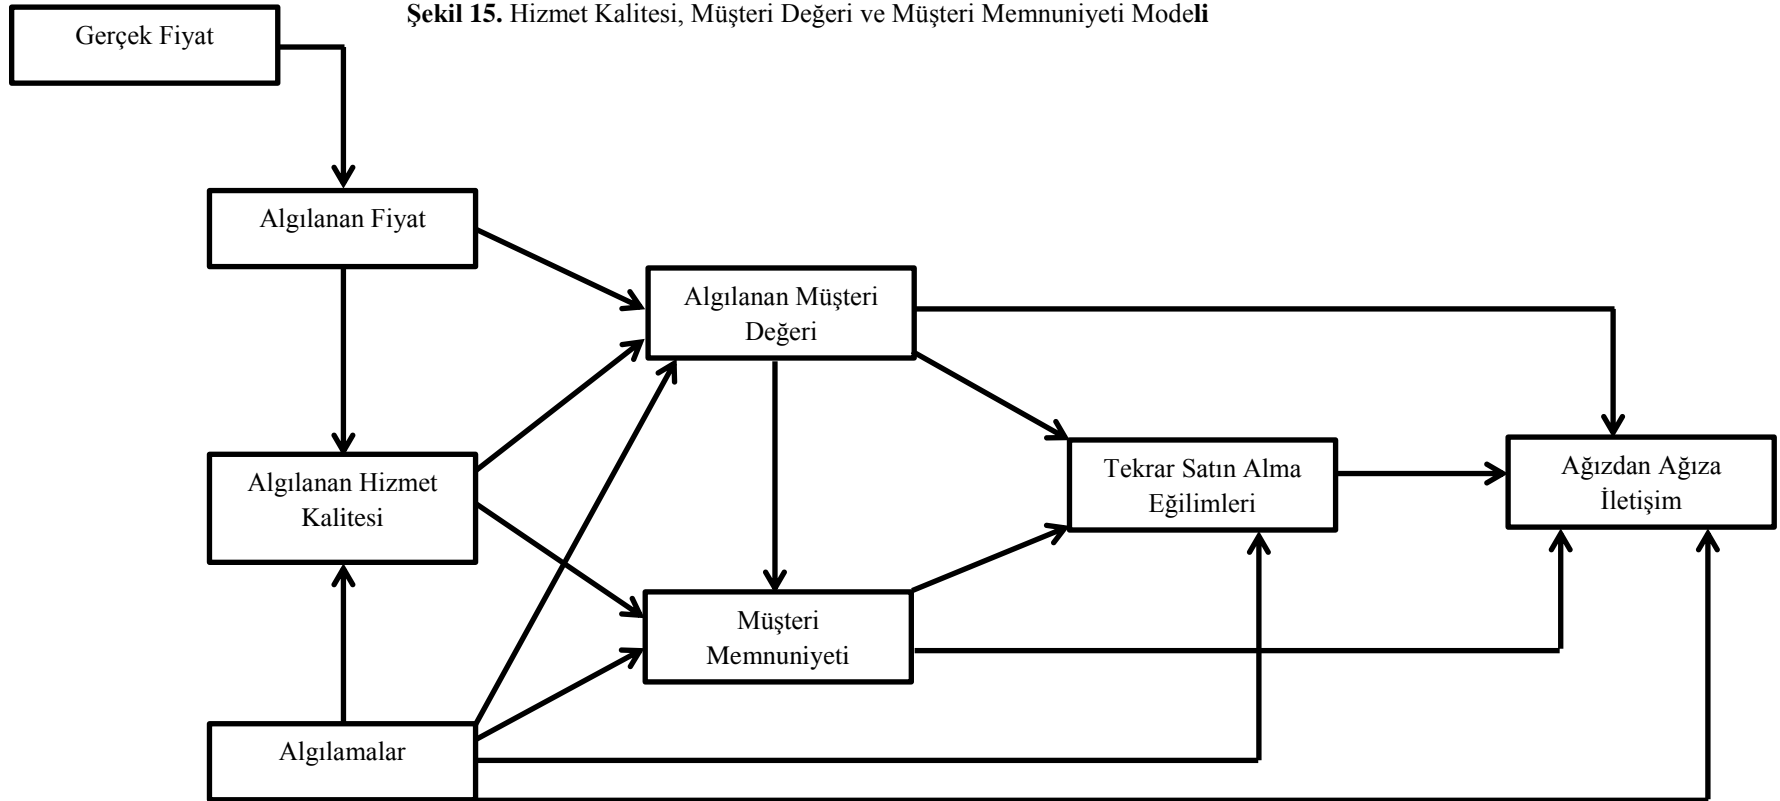 Şekil 15. Hizmet Kalitesi, Müşteri Değeri ve Müşteri Memnuniyeti Modeli
Gerçek Fiyat
Algılanan Fiyat
Algılanan Müşteri
Değeri
Algılanan Hizmet
Kalitesi
Tekrar Satın Alma
Eğilimleri
Ağızdan Ağıza
İletişim
Müşteri
Memnuniyeti
Algılamalar